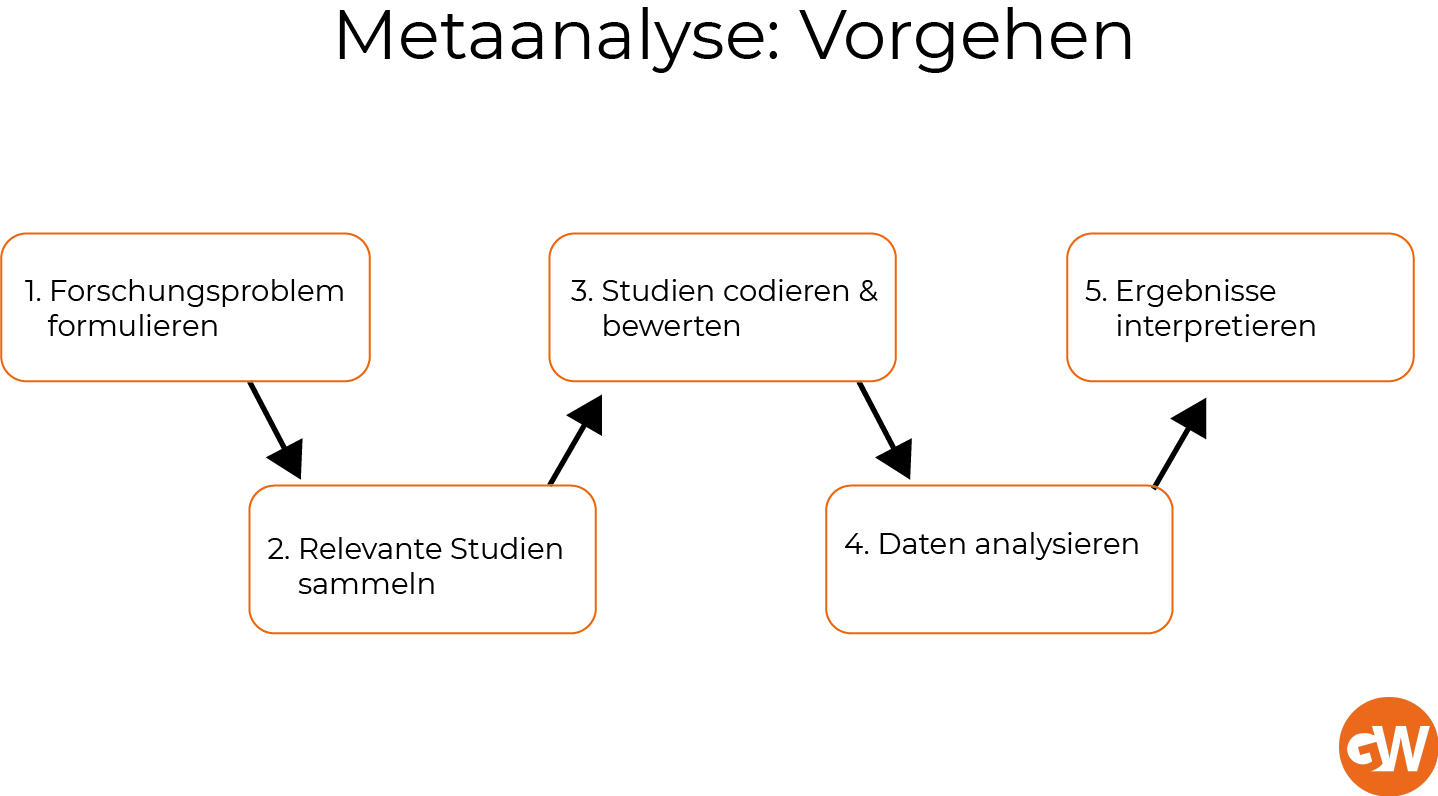 Metaanalyse: Vorgehen
1. Forschungsproblem
formulieren
2. Relevante Studien
sammeln
3. Studien codieren &
bewerten
4. Daten analysieren
5. Ergebnisse
interpretieren
GW